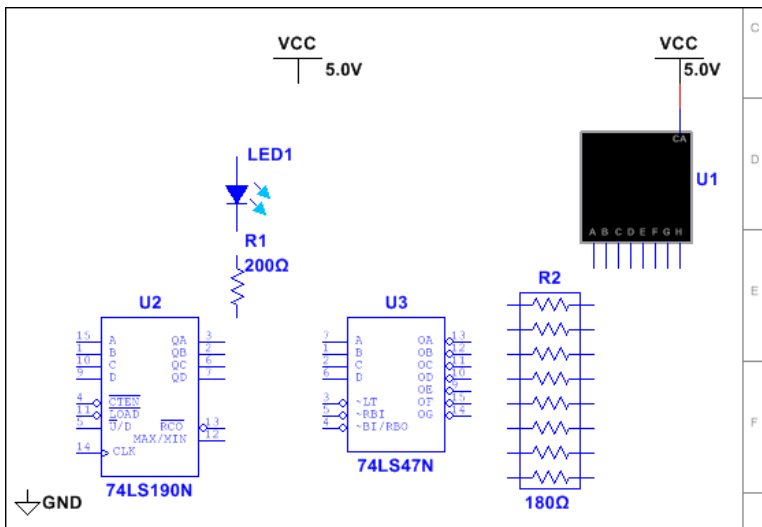 C
VCC
5.0V
VCC
5.0V
CA
D
LED1
U1
R1
200Ω
A B C D E F G H
E
R2
U2
U3
15 A QA 3
1 B QB 2
10 C QC 6
9 D QD 7
4 CTEN
11 LOAD
5 U/D RCO 13
MAX/MIN 12
14 CLK
7 A OA 13
1 B OB 12
2 C OC 11
6 D OD 10
OE 9
3 ~LT OF 15
5 ~RBI OG 14
4 ~BI/RBO
F
74LS190N
74LS47N
180Ω
GND